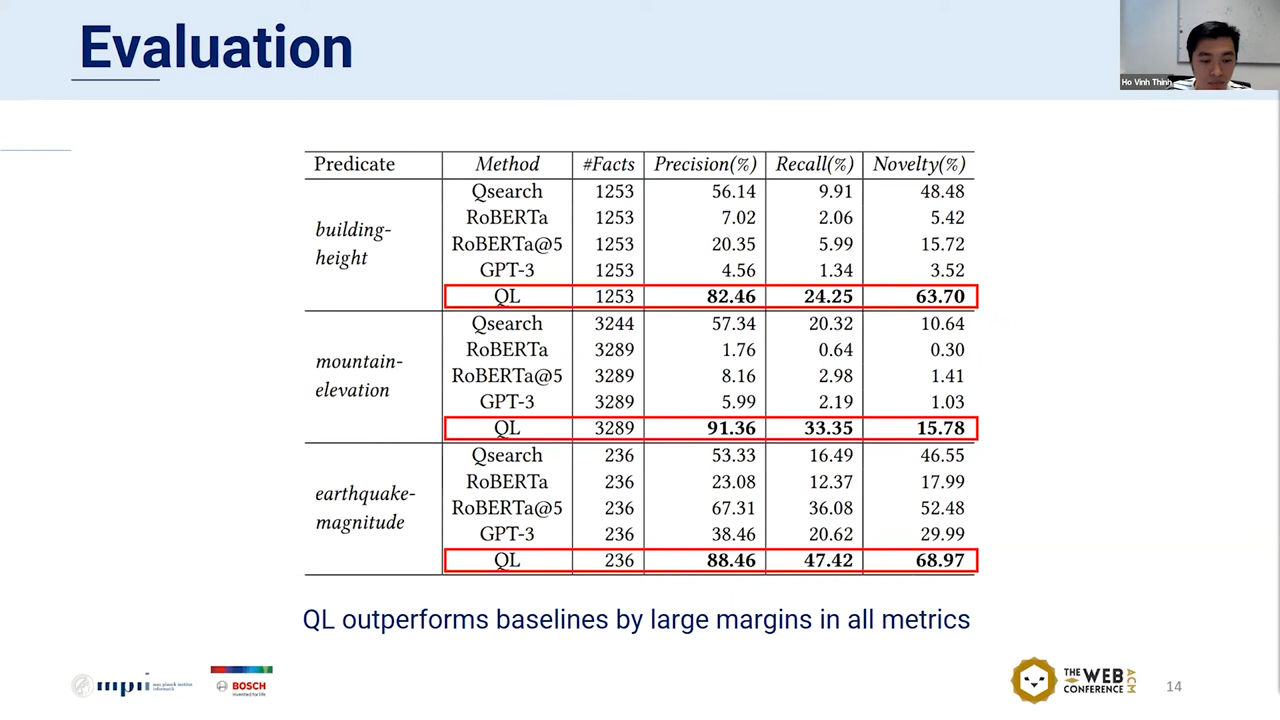 Evaluation
Ho Vinh Thinh
Predicate Method #Facts Precision(%) Recall(%) Novelty(%)
building-height
Qsearch 1253 56.14 9.91 48.48
RoBERTa 1253 7.02 2.06 5.42
RoBERTa@5 1253 20.35 5.99 15.72
GPT-3 1253 4.56 1.34 3.52
QL 1253 82.46 24.25 63.70
mountain-elevation
Qsearch 3244 57.34 20.32 10.64
RoBERTa 3289 1.76 0.64 0.30
RoBERTa@5 3289 8.16 2.98 1.41
GPT-3 3289 5.99 2.19 1.03
QL 3289 91.36 33.35 15.78
earthquake-magnitude
Qsearch 236 53.33 16.49 46.55
RoBERTa 236 23.08 12.37 17.99
RoBERTa@5 236 67.31 36.08 52.48
GPT-3 236 38.46 20.62 29.99
QL 236 88.46 47.42 68.97
QL outperforms baselines by large margins in all metrics
mpii max planck institut
informatik
BOSCH
Invented for life
THE WEB
CONFERENCE
ACM
14